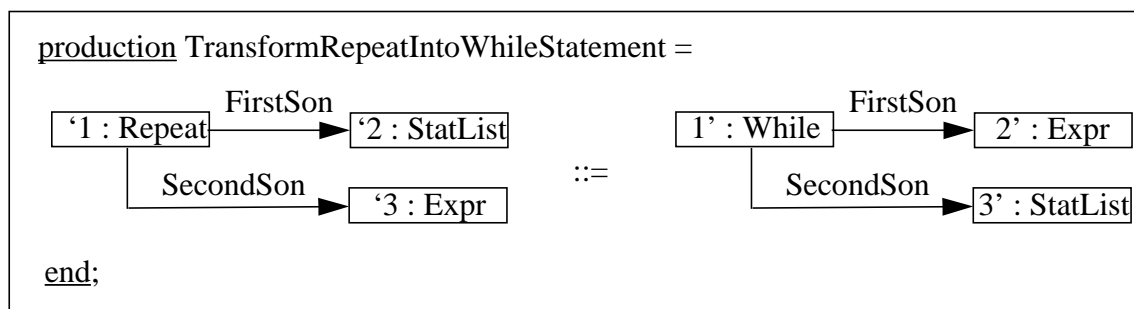 production TransformRepeatIntoWhileStatement =
FirstSon FirstSon
‘1 : Repeat ‘2 : StatList 1’ : While 2’ : Expr
::=
SecondSon SecondSon
‘3 : Expr 3’ : StatList
end;